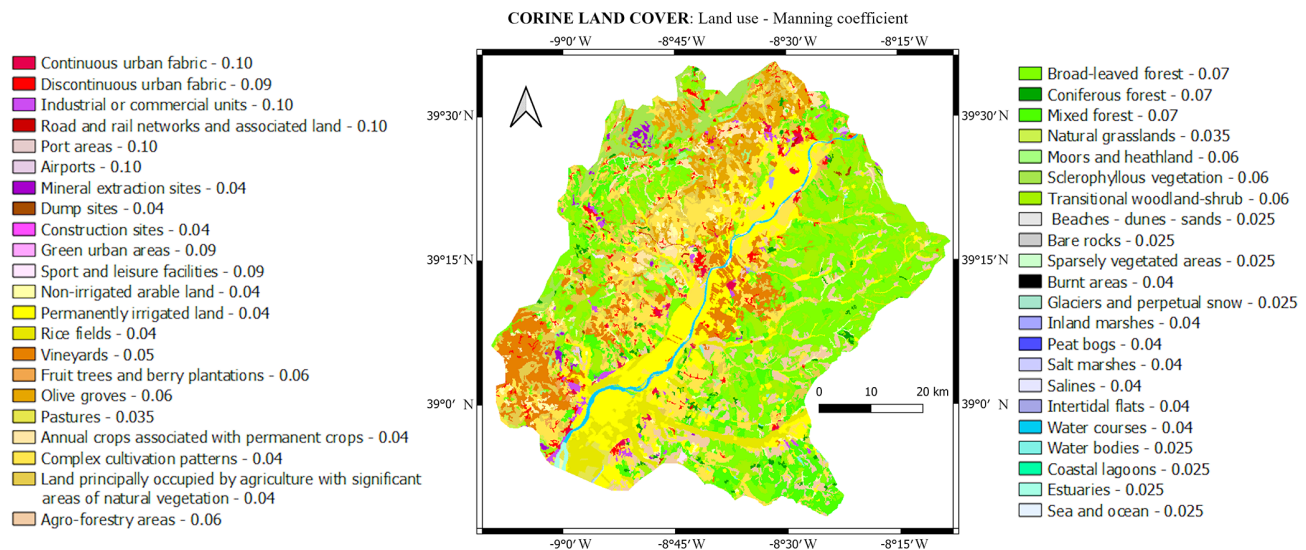 CORINE LAND COVER: Land use - Manning coefficient
Continuous urban fabric - 0.10
Discontinuous urban fabric - 0.09
Industrial or commercial units - 0.10
Road and rail networks and associated land - 0.10
Port areas - 0.10
Airports - 0.10
Mineral extraction sites - 0.04
Dump sites - 0.04
Construction sites - 0.04
Green urban areas - 0.09
Sport and leisure facilities - 0.09
Non-irrigated arable land - 0.04
Permanently irrigated land - 0.04
Rice fields - 0.04
Vineyards - 0.05
Fruit trees and berry plantations - 0.06
Olive groves - 0.06
Pastures - 0.035
Annual crops associated with permanent crops - 0.04
Complex cultivation patterns - 0.04
Land principally occupied by agriculture with significant
areas of natural vegetation - 0.04
Agro-forestry areas - 0.06
-9°0′ W
-8°45′ W
-8°30′ W
-8°15′ W
39°30′ N
39°15′ N
39°0′ N
0 10 20 km
39°30′ N
39°15′ N
39°0′ N
-9°0′ W
-8°45′ W
-8°30′ W
-8°15′ W
Broad-leaved forest - 0.07
Coniferous forest - 0.07
Mixed forest - 0.07
Natural grasslands - 0.035
Moors and heathland - 0.06
Sclerophyllous vegetation - 0.06
Transitional woodland-shrub - 0.06
Beaches - dunes - sands - 0.025
Bare rocks - 0.025
Sparsely vegetated areas - 0.025
Burnt areas - 0.04
Glaciers and perpetual snow - 0.025
Inland marshes - 0.04
Peat bogs - 0.04
Salt marshes - 0.04
Salines - 0.04
Intertidal flats - 0.04
Water courses - 0.04
Water bodies - 0.025
Coastal lagoons - 0.025
Estuaries - 0.025
Sea and ocean - 0.025